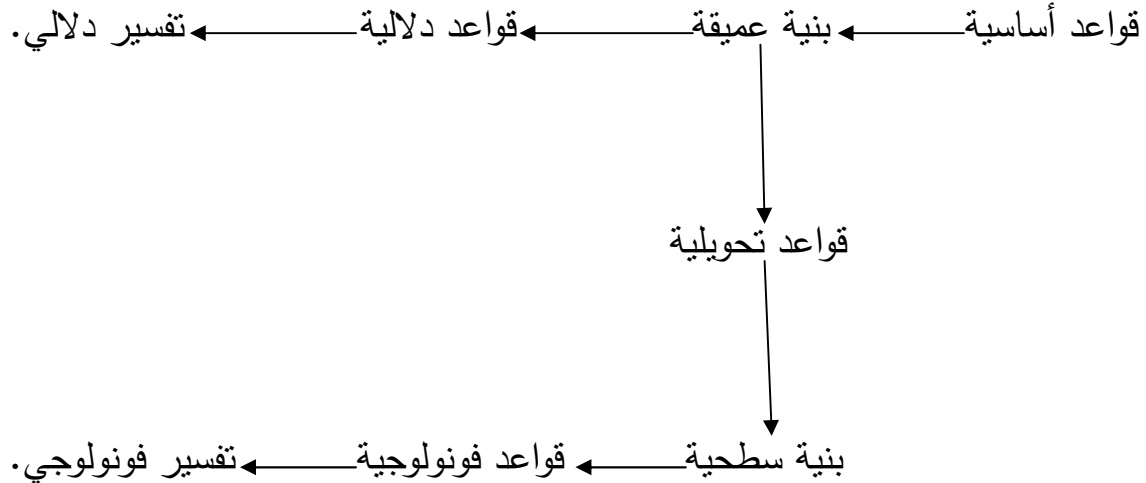 قواعد أساسية بنية عميقة قواعد دلالية تفسير دلالي.
قواعد تحويلية
بنية سطحية قواعد فونولوجية تفسير فونولوجي.